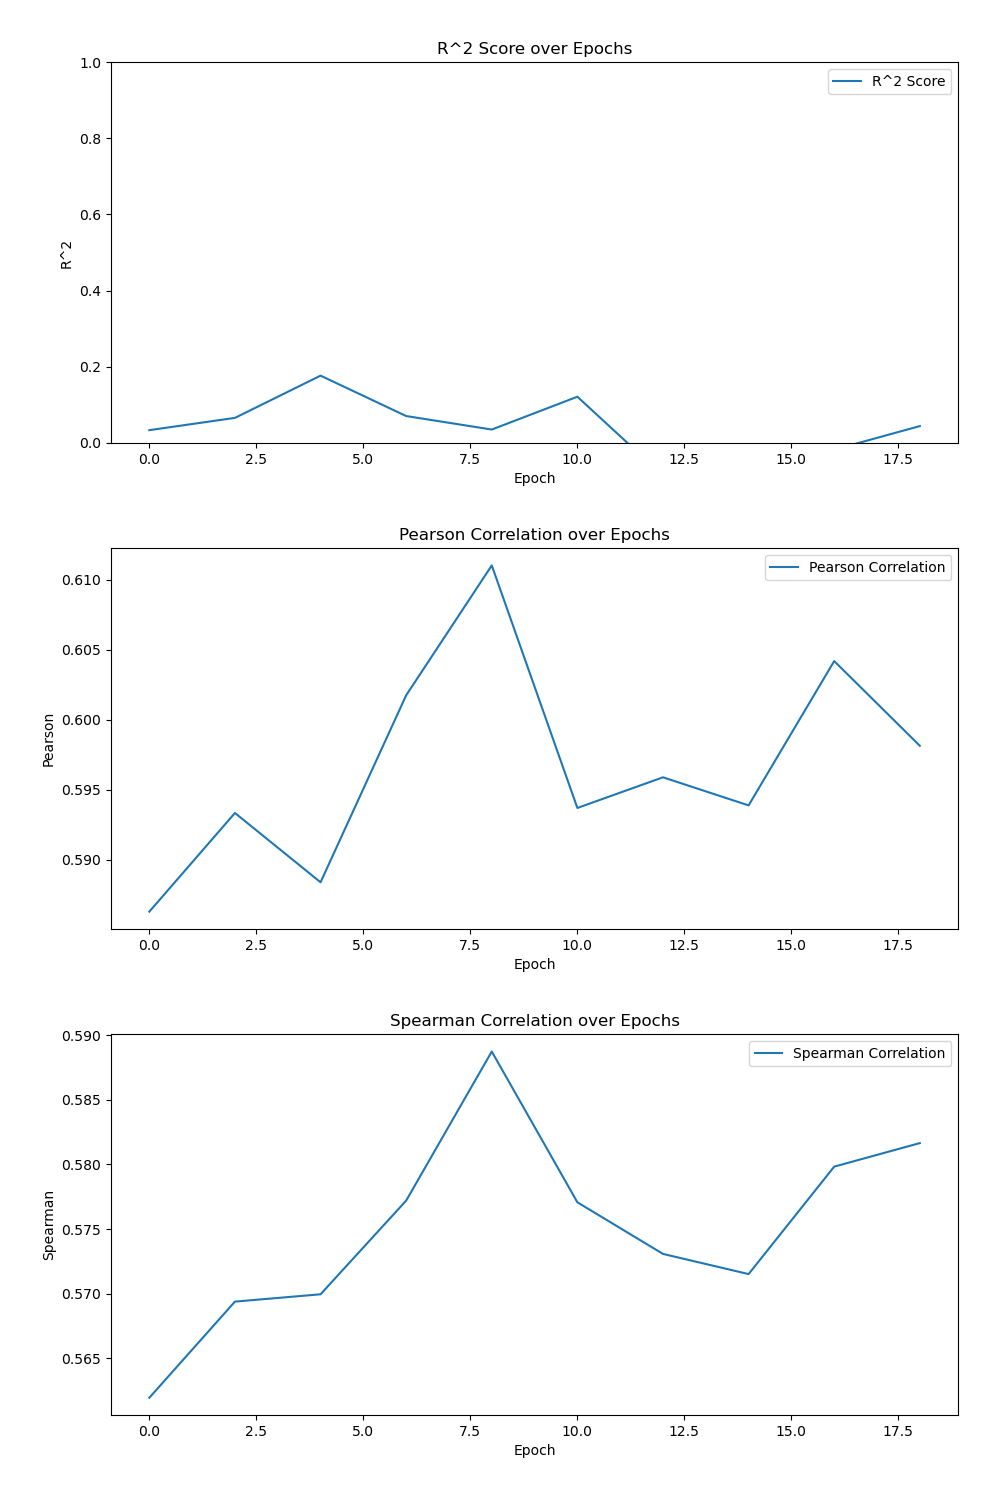 R^2 Score over Epochs
R^2 Score
1.0
0.8
0.6
0.4
0.2
0.0
R^2
0.0 2.5 5.0 7.5 10.0 12.5 15.0 17.5
Epoch
Pearson Correlation over Epochs
Pearson Correlation
0.610
0.605
0.600
0.595
0.590
Pearson
0.0 2.5 5.0 7.5 10.0 12.5 15.0 17.5
Epoch
Spearman Correlation over Epochs
Spearman Correlation
0.590
0.585
0.580
0.575
0.570
0.565
Spearman
0.0 2.5 5.0 7.5 10.0 12.5 15.0 17.5
Epoch